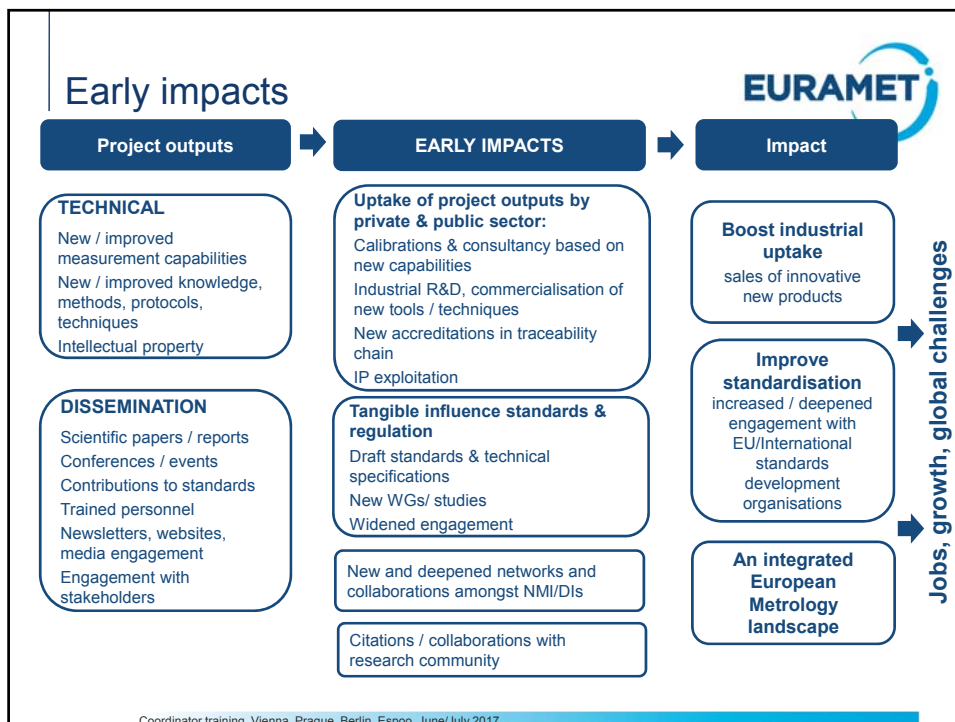 Early impacts
EURAMET
Project outputs
EARLY IMPACTS
Impact
TECHNICAL
New / improved
measurement capabilities
New / improved knowledge,
methods, protocols,
techniques
Intellectual property
DISSEMINATION
Scientific papers / reports
Conferences / events
Contributions to standards
Trained personnel
Newsletters, websites,
media engagement
Engagement with
stakeholders
Uptake of project outputs by
private & public sector:
Calibrations & consultancy based on
new capabilities
Industrial R&D, commercialisation of
new tools / techniques
New accreditations in traceability
chain
IP exploitation
Tangible influence standards &
regulation
Draft standards & technical
specifications
New WGs/ studies
Widened engagement
New and deepened networks and
collaborations amongst NMI/DIs
Citations / collaborations with
research community
Boost industrial
uptake
sales of innovative
new products
Improve
standardisation
increased / deepened
engagement with
EU/International
standards
development
organisations
An integrated
European
Metrology
landscape
Jobs, growth, global challenges
Coordinator training, Vienna, Prague, Berlin, Espoo, June/July 2017